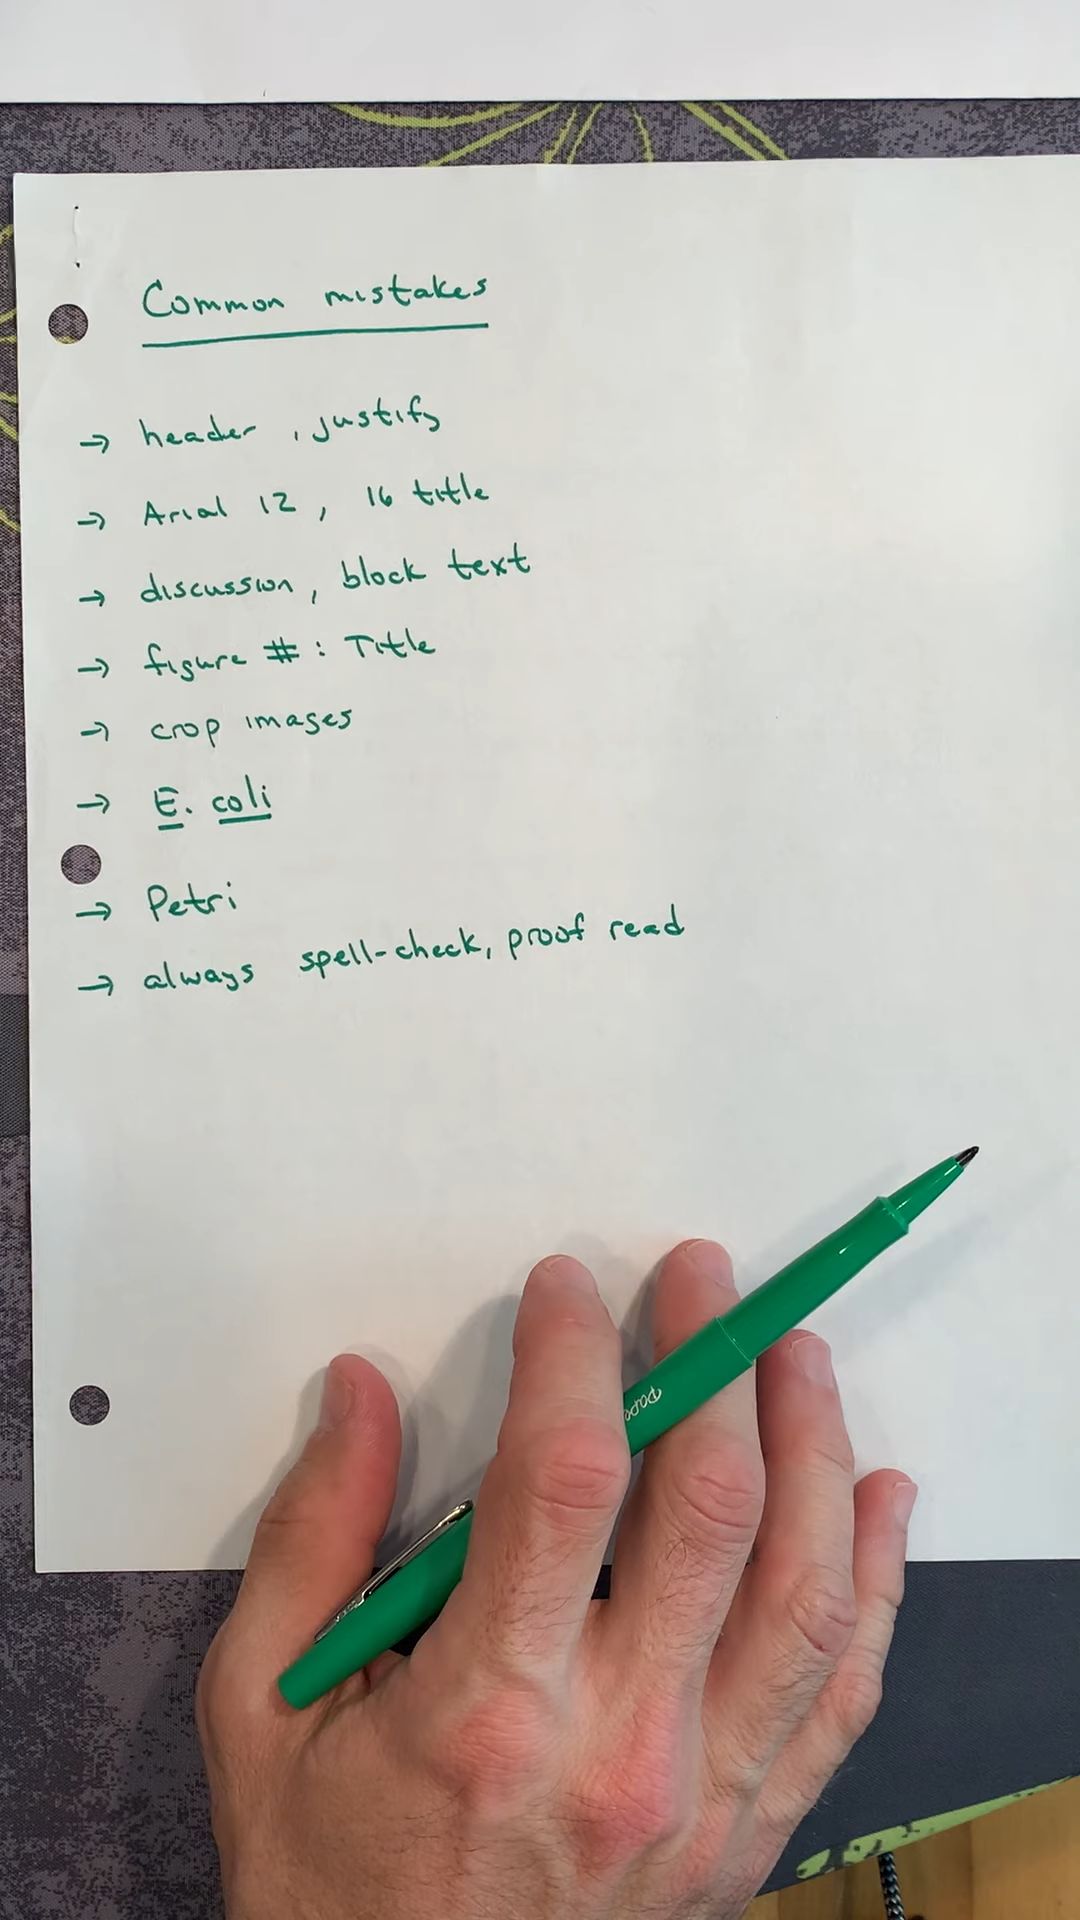 Common mistakes
→ header, justify
→ Arial 12, 16 title
→ discussion, block text
→ figure #: Title
→ crop images
→ E. coli
→ Petri
→ always spell-check, proof read